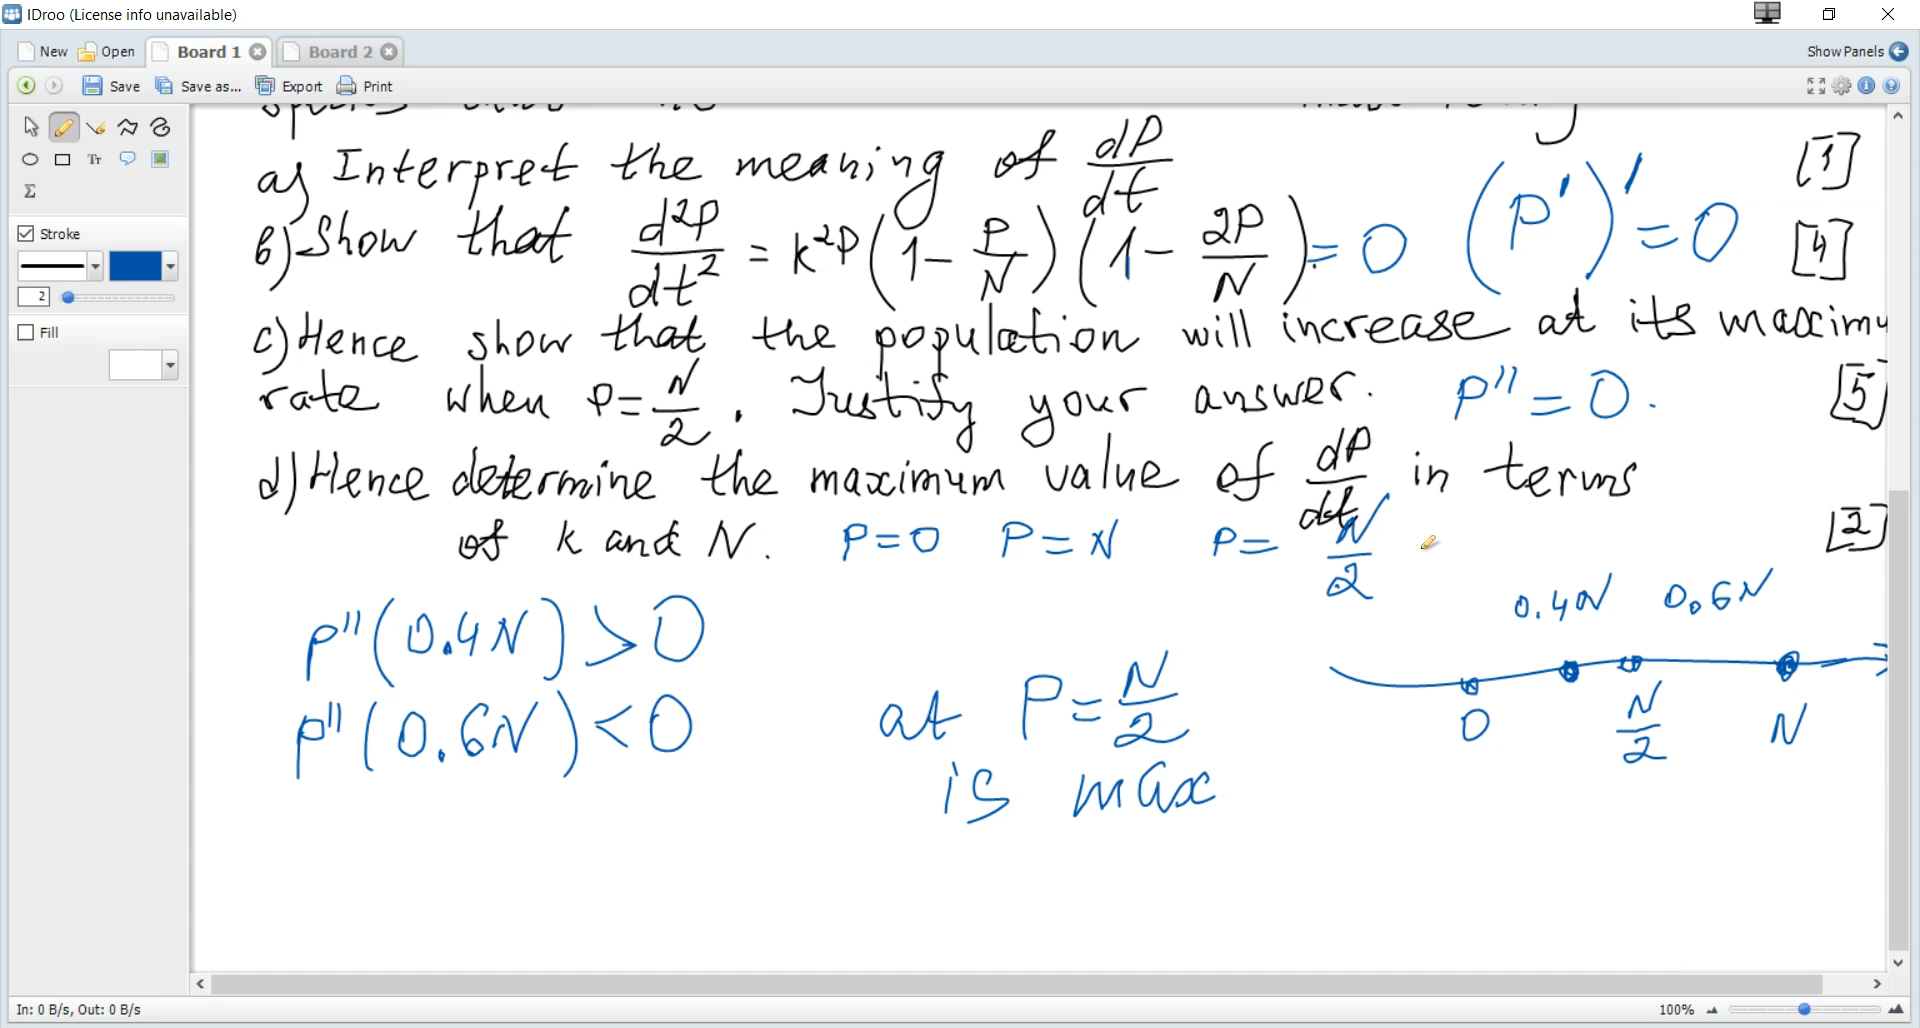 IDroo (License info unavailable)
New Open Board 1 Board 2 Show Panels
Save Save as... Export Print
Stroke
2
Fill
a) Interpret the meaning of dP/dt [1]
b) Show that d²P/dt² = k²P(1 - P/N)(1 - 2P/N) = 0 (P')' = 0 [4]
c) Hence show that the population will increase at its maximu
rate when P = N/2. Justify your answer. P'' = 0. [5]
d) Hence determine the maximum value of dP/dt in terms
of k and N. P = 0 P = N P = N/2 [2]
P''(0.4N) > 0
0.4N 0.6N
P''(0.6N) < 0
at P = N/2
0 N/2 N
is max
In: 0 B/s, Out: 0 B/s 100%